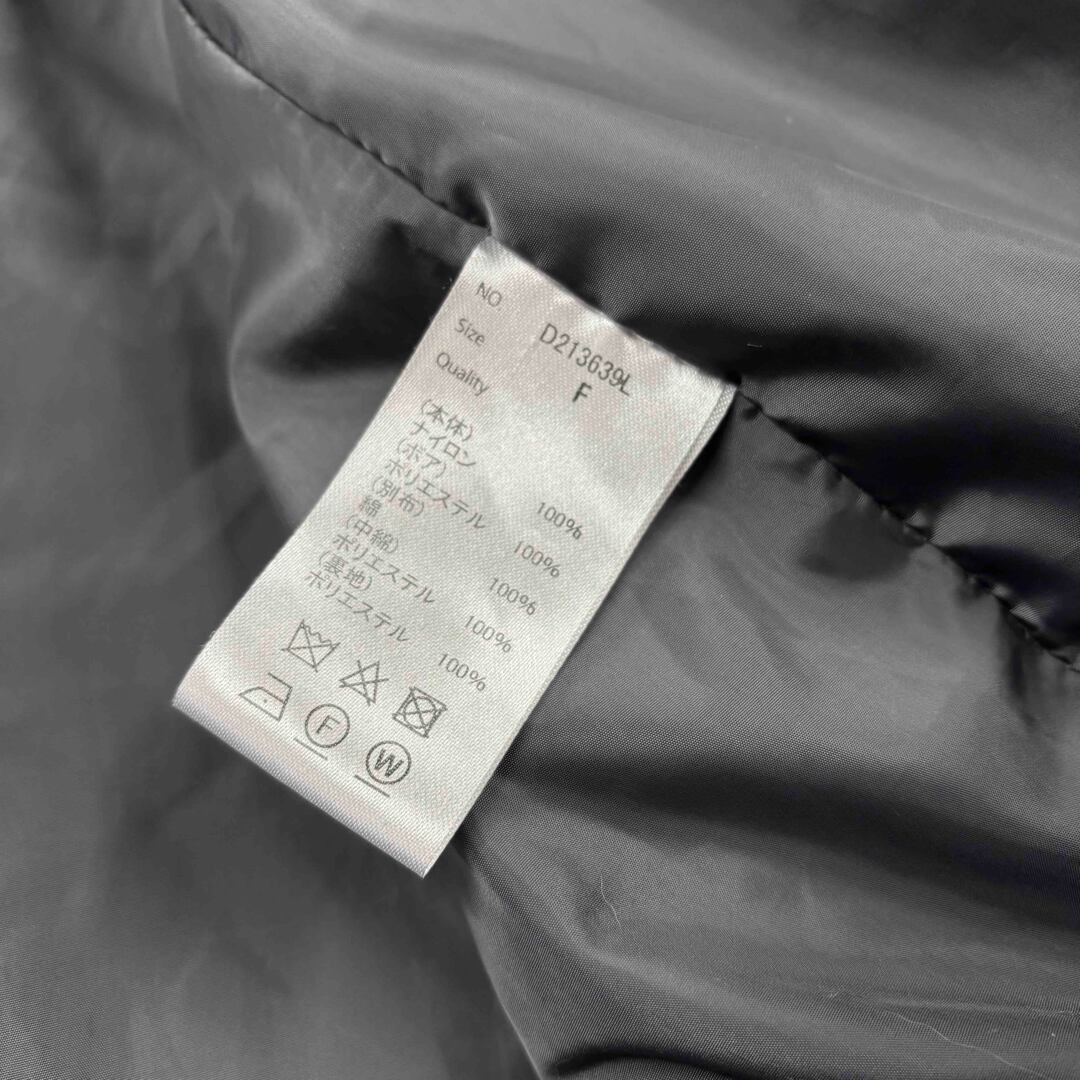 NO. D213639L
Size F
Quality
(本体)
ナイロン 100%
(ボア)
ポリエステル 100%
(別布)
綿 100%
(中綿)
ポリエステル 100%
(裏地)
ポリエステル 100%
F W